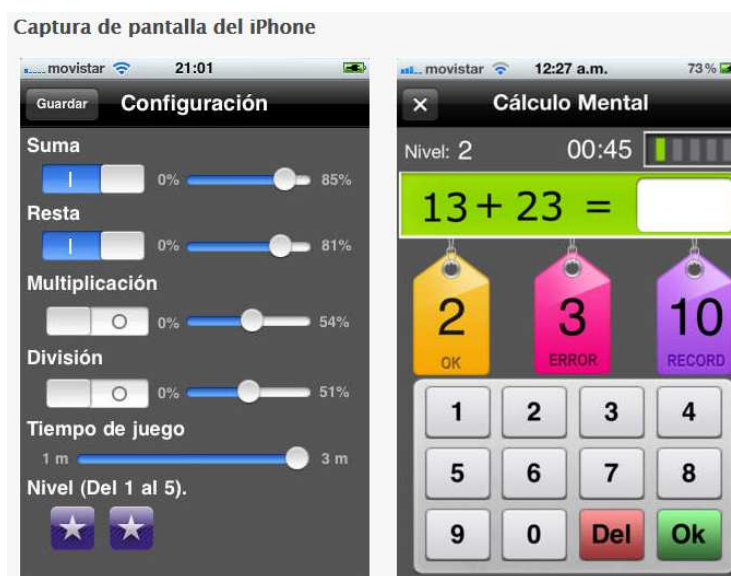 Captura de pantalla del iPhone
movistar 21:01
Guardar Configuración
Suma
0% 85%
Resta
0% 81%
Multiplicación
0% 54%
División
0% 51%
Tiempo de juego
1 m 3 m
Nivel (Del 1 al 5).
movistar 12:27 a.m. 73%
× Cálculo Mental
Nivel: 2 00:45
13 + 23 =
2 3 10
OK ERROR RECORD
1 2 3 4
5 6 7 8
9 0 Del Ok